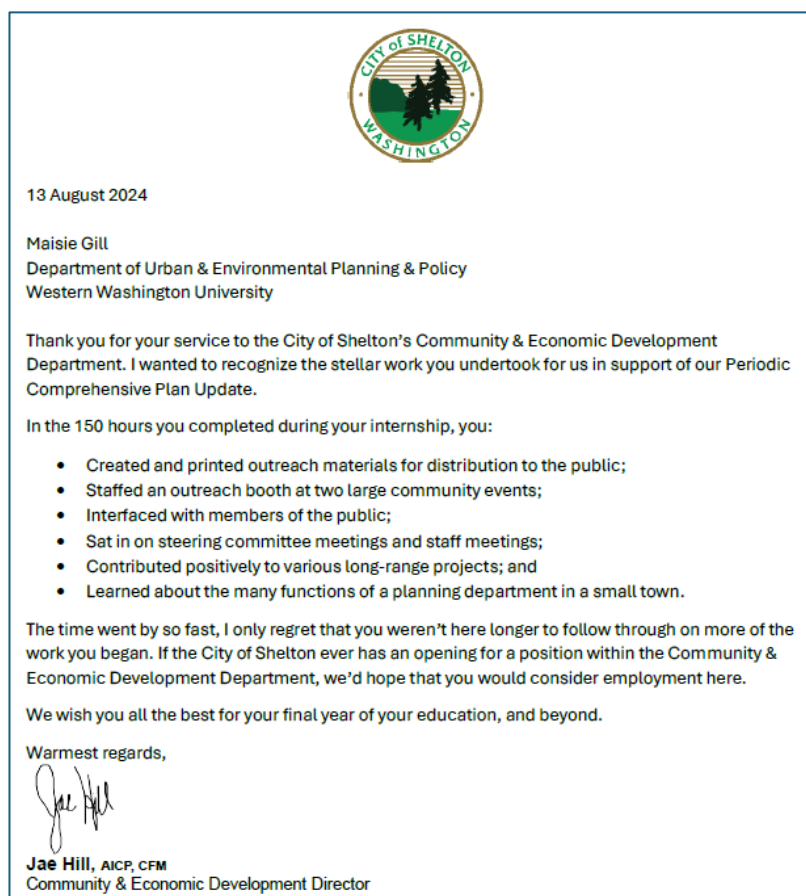 CITY of SHELTON
WASHINGTON
13 August 2024
Maisie Gill
Department of Urban & Environmental Planning & Policy
Western Washington University
Thank you for your service to the City of Shelton’s Community & Economic Development
Department. I wanted to recognize the stellar work you undertook for us in support of our Periodic
Comprehensive Plan Update.
In the 150 hours you completed during your internship, you:
• Created and printed outreach materials for distribution to the public;
• Staffed an outreach booth at two large community events;
• Interfaced with members of the public;
• Sat in on steering committee meetings and staff meetings;
• Contributed positively to various long-range projects; and
• Learned about the many functions of a planning department in a small town.
The time went by so fast, I only regret that you weren’t here longer to follow through on more of the
work you began. If the City of Shelton ever has an opening for a position within the Community &
Economic Development Department, we’d hope that you would consider employment here.
We wish you all the best for your final year of your education, and beyond.
Warmest regards,
Jae Hill
Jae Hill, AICP, CFM
Community & Economic Development Director